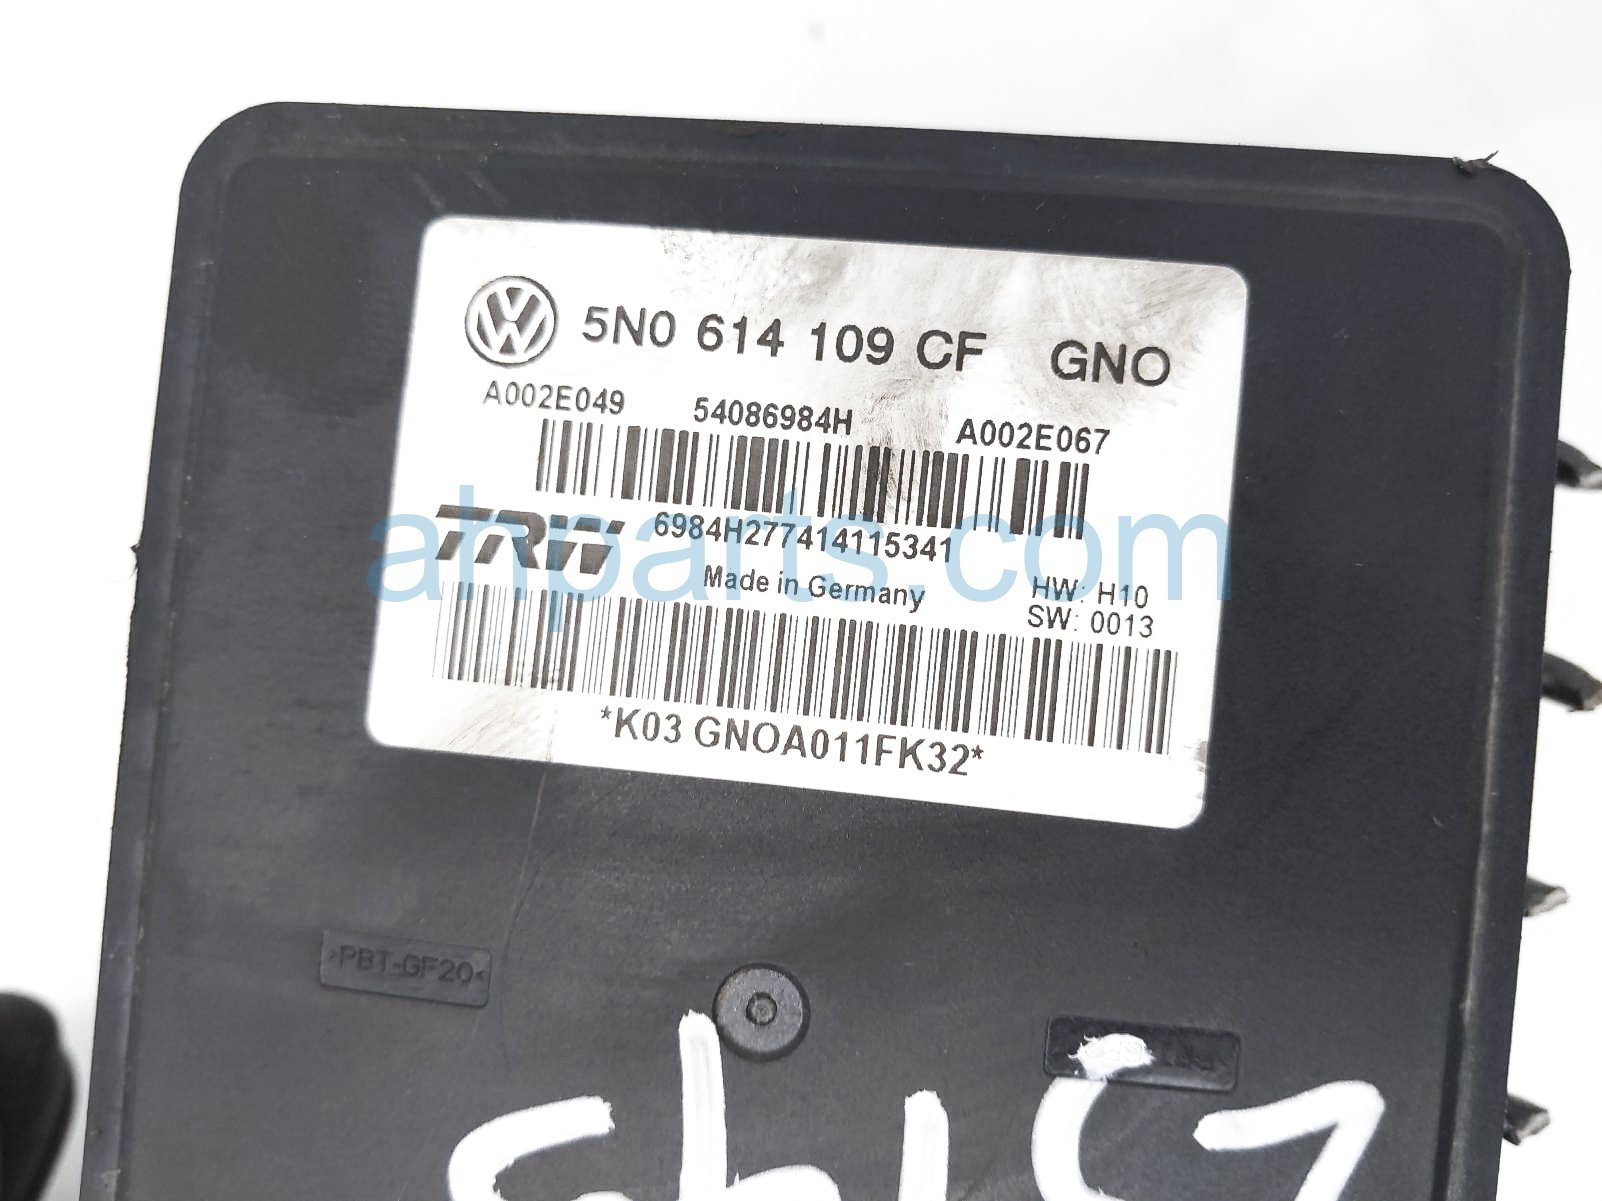 5N0 614 109 CF GNO
A002E049 54086984H A002E067
TRW 6984H277414115341
ahparts.com
Made in Germany HW: H10
SW: 0013
*K03 GNOA011FK32*
>PBT-GF20<